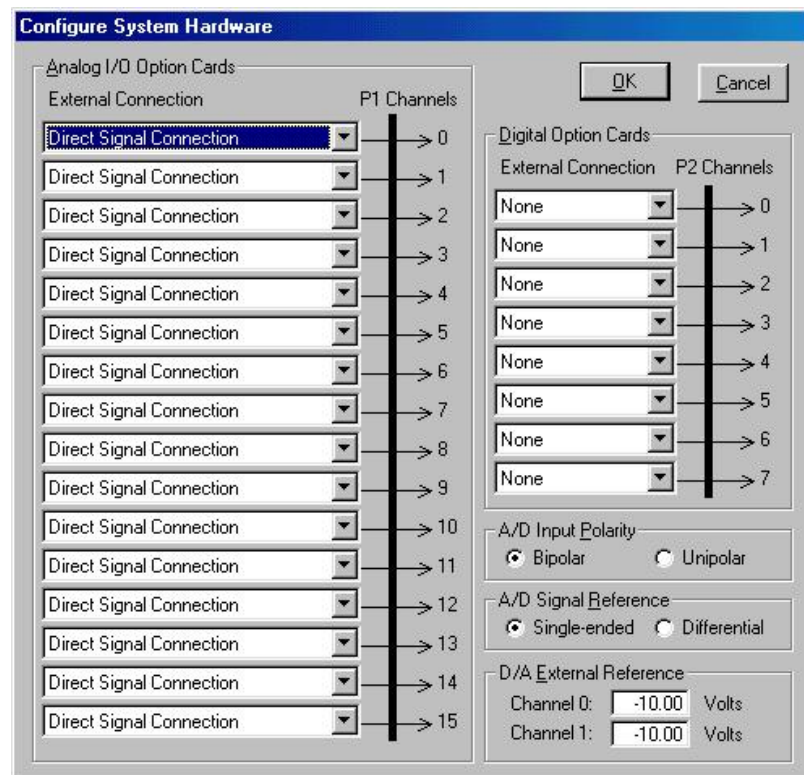 Configure System Hardware
Analog I/O Option Cards
External Connection P1 Channels
Direct Signal Connection 0
Direct Signal Connection 1
Direct Signal Connection 2
Direct Signal Connection 3
Direct Signal Connection 4
Direct Signal Connection 5
Direct Signal Connection 6
Direct Signal Connection 7
Direct Signal Connection 8
Direct Signal Connection 9
Direct Signal Connection 10
Direct Signal Connection 11
Direct Signal Connection 12
Direct Signal Connection 13
Direct Signal Connection 14
Direct Signal Connection 15
OK Cancel
Digital Option Cards
External Connection P2 Channels
None 0
None 1
None 2
None 3
None 4
None 5
None 6
None 7
A/D Input Polarity
Bipolar Unipolar
A/D Signal Reference
Single-ended Differential
D/A External Reference
Channel 0: -10.00 Volts
Channel 1: -10.00 Volts